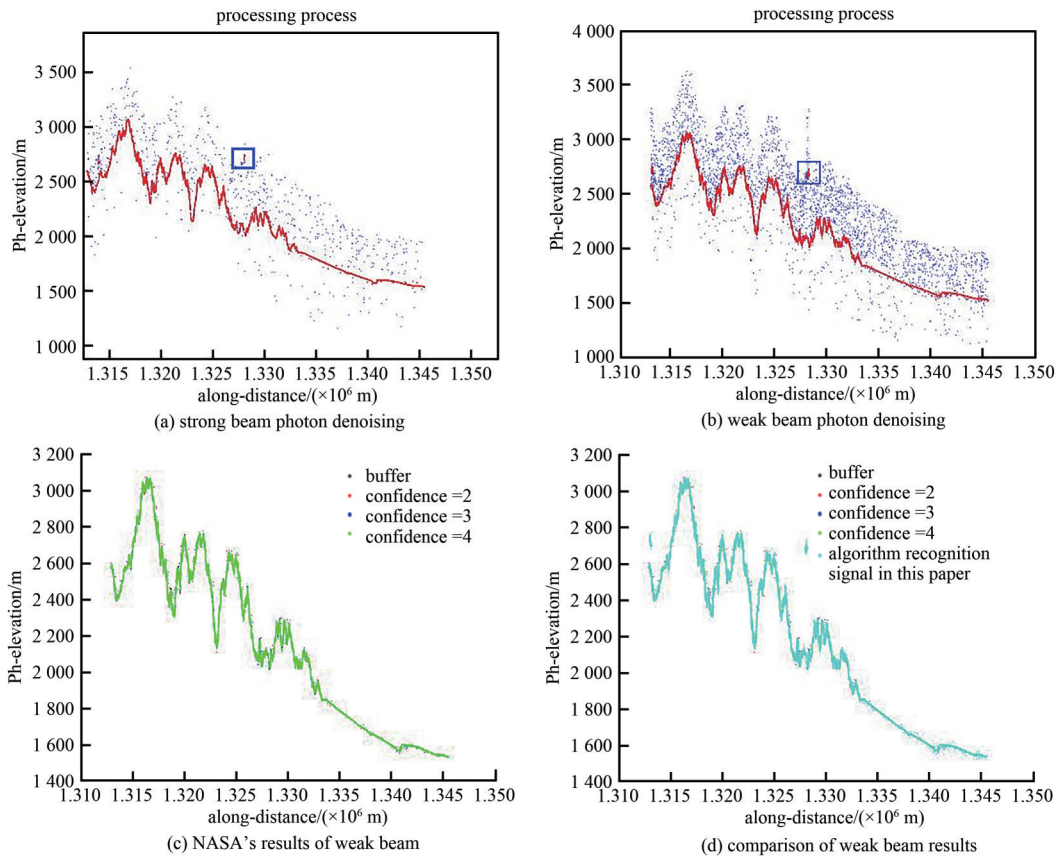 processing process
3 500
3 000
2 500
2 000
1 500
1 000
Ph-elevation/m
1.315 1.320 1.325 1.330 1.335 1.340 1.345 1.350
along-distance/(×10⁶ m)
(a) strong beam photon denoising
processing process
4 000
3 500
3 000
2 500
2 000
1 500
1 000
Ph-elevation/m
1.310 1.315 1.320 1.325 1.330 1.335 1.340 1.345 1.350
along-distance/(×10⁶ m)
(b) weak beam photon denoising
3 200
3 000
2 800
2 600
2 400
2 200
2 000
1 800
1 600
1 400
Ph-elevation/m
buffer
confidence =2
confidence =3
confidence =4
1.310 1.315 1.320 1.325 1.330 1.335 1.340 1.345 1.350
along-distance/(×10⁶ m)
(c) NASA's results of weak beam
3 200
3 000
2 800
2 600
2 400
2 200
2 000
1 800
1 600
1 400
Ph-elevation/m
buffer
confidence =2
confidence =3
confidence =4
algorithm recognition
signal in this paper
1.310 1.315 1.320 1.325 1.330 1.335 1.340 1.345 1.350
along-distance/(×10⁶ m)
(d) comparison of weak beam results